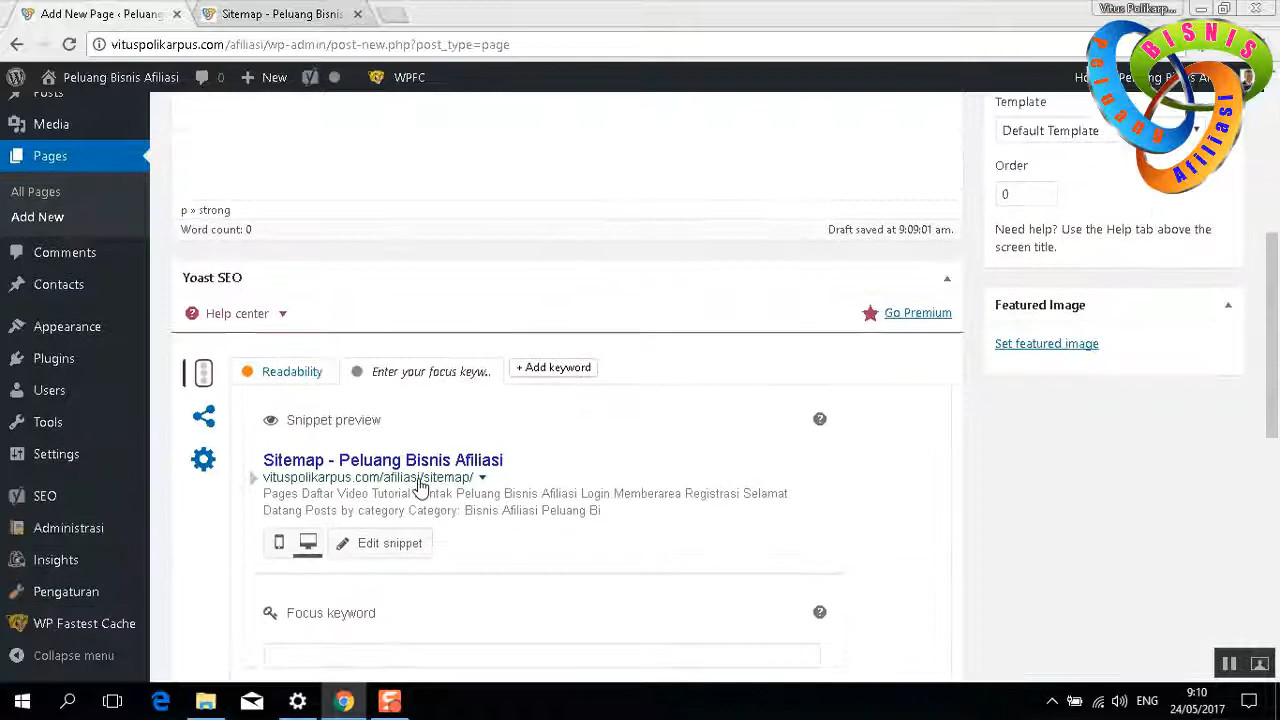 Add New Page - Peluang
Sitemap - Peluang Bisnis
Vitus Polikarp...
vituspolikarpus.com/afiliasi/wp-admin/post-new.php?post_type=page
Peluang Bisnis Afiliasi
0
New
WPFC
Peluang Bisnis
BISNIS
Peluang
Afiliasi
Posts
Media
Pages
All Pages
Add New
Comments
Contacts
Appearance
Plugins
Users
Tools
Settings
SEO
Administrasi
Insights
Pengaturan
WP Fastest Cache
Collapse menu
p » strong
Word count: 0
Draft saved at 9:09:01 am.
Yoast SEO
Help center
Go Premium
Readability
Enter your focus keyw..
+ Add keyword
Snippet preview
Sitemap - Peluang Bisnis Afiliasi
vituspolikarpus.com/afiliasi/sitemap/
Pages Daftar Video Tutorial Peluang Bisnis Afiliasi Login Memberarea Registrasi Selamat
Datang Posts by category Category: Bisnis Afiliasi Peluang Bi
Edit snippet
Focus keyword
Template
Default Template
Order
0
Need help? Use the Help tab above the
screen title.
Featured Image
Set featured image
ENG
9:10
24/05/2017